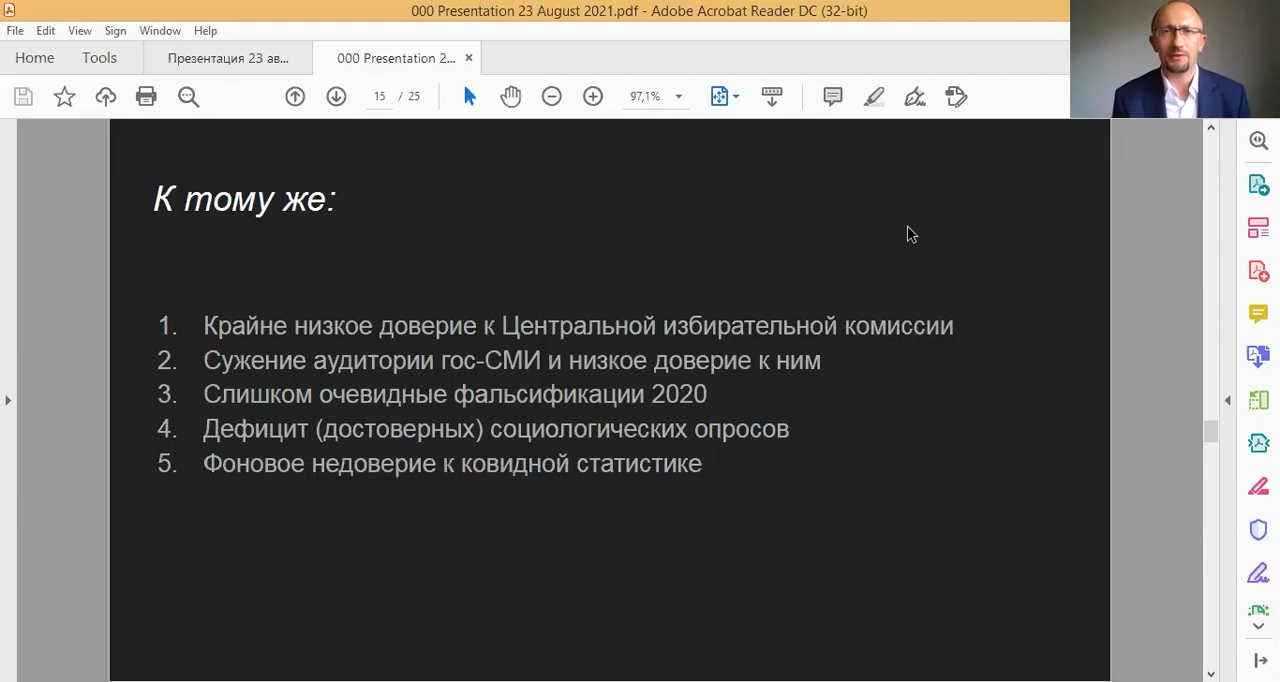 000 Presentation 23 August 2021.pdf - Adobe Acrobat Reader DC (32-bit)
File Edit View Sign Window Help
Home Tools Презентация 23 ав... 000 Presentation 2... ×
15 / 25 97,1%
К тому же:
1. Крайне низкое доверие к Центральной избирательной комиссии
2. Сужение аудитории гос-СМИ и низкое доверие к ним
3. Слишком очевидные фальсификации 2020
4. Дефицит (достоверных) социологических опросов
5. Фоновое недоверие к ковидной статистике